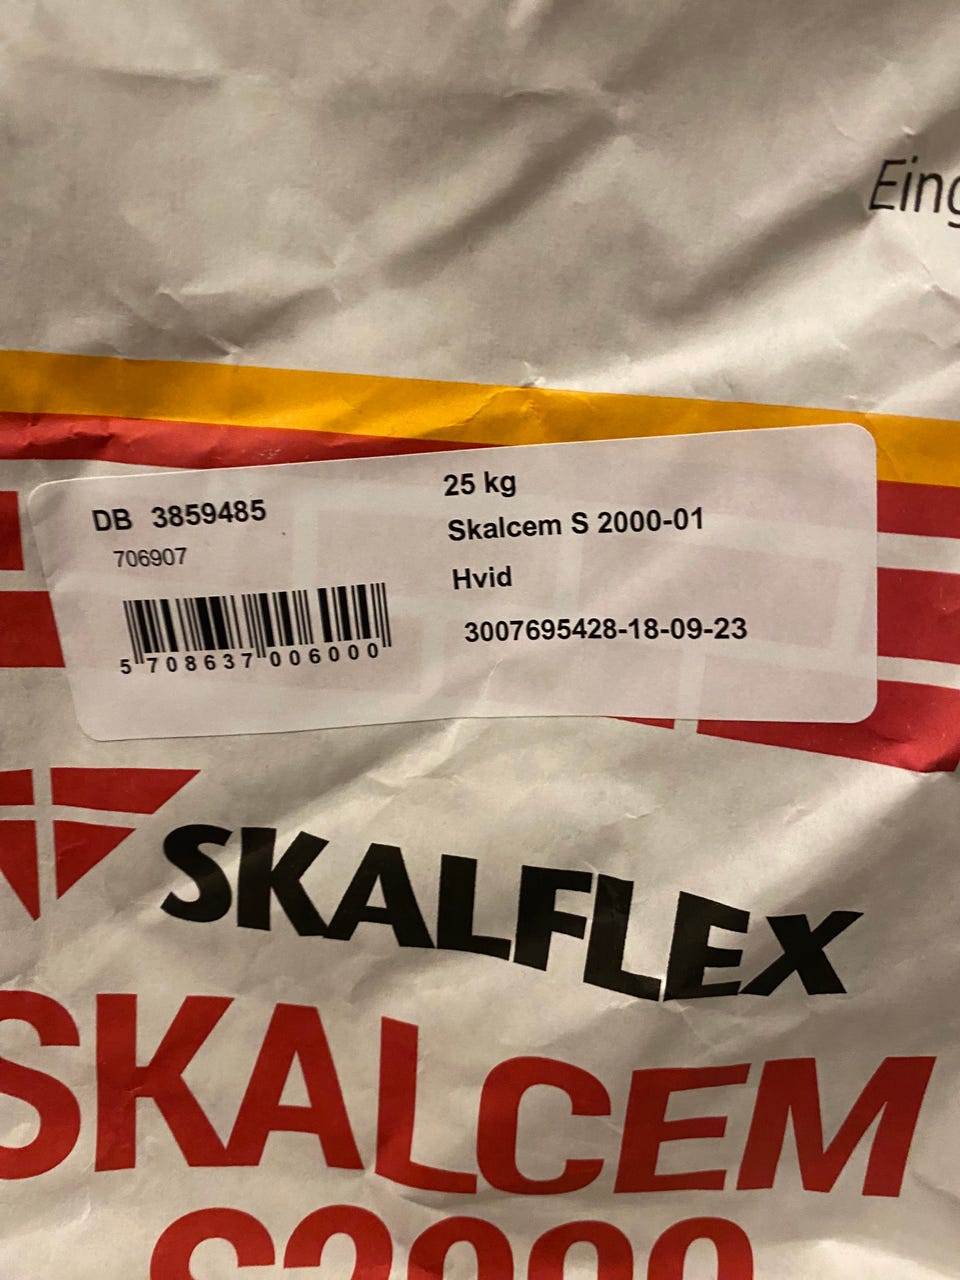 Eing
DB 3859485
706907
5 708637 006000
25 kg
Skalcem S 2000-01
Hvid
3007695428-18-09-23
SKALFLEX
SKALCEM
S2000